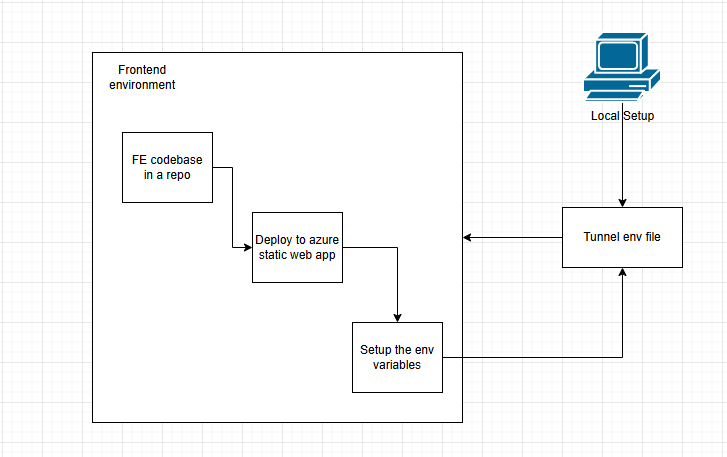 Frontend
environment
Local Setup
FE codebase
in a repo
Deploy to azure
static web app
Tunnel env file
Setup the env
variables